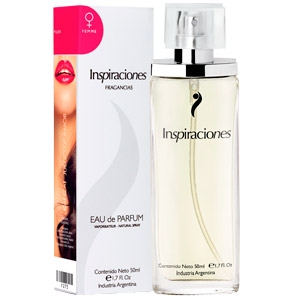 FEMME
Inspiraciones
FRAGANCIAS
EAU de PARFUM
VAPORISATEUR - NATURAL SPRAY
Contenido Neto 50ml
e 1,7 Fl. Oz
Industria Argentina
Inspiraciones
Contenido Neto 50ml
e 1,7 Fl. Oz
Industria Argentina